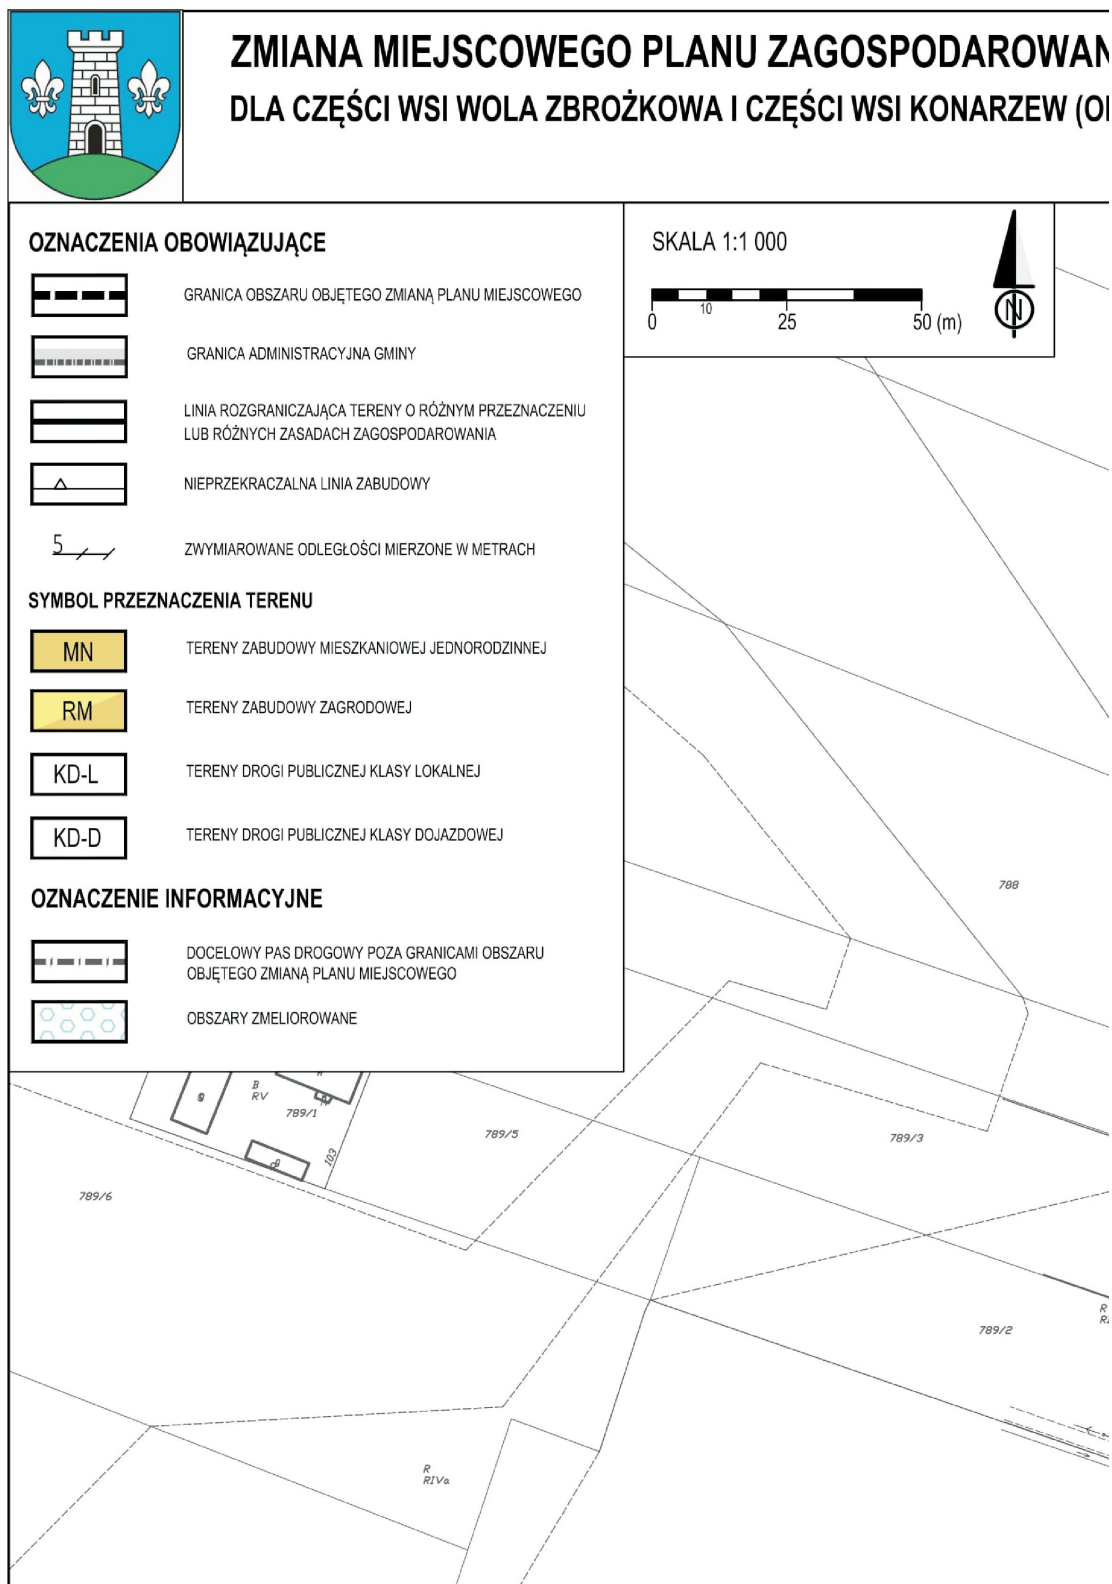 ZMIANA MIEJSCOWEGO PLANU ZAGOSPODAROWAN
DLA CZĘŚCI WSI WOLA ZBROŻKOWA I CZĘŚCI WSI KONARZEW (O
OZNACZENIA OBOWIĄZUJĄCE
GRANICA OBSZARU OBJĘTEGO ZMIANĄ PLANU MIEJSCOWEGO
GRANICA ADMINISTRACYJNA GMINY
LINIA ROZGRANICZAJĄCA TERENY O RÓŻNYM PRZEZNACZENIU
LUB RÓŻNYCH ZASADACH ZAGOSPODAROWANIA
NIEPRZEKRACZALNA LINIA ZABUDOWY
5
ZWYMIAROWANE ODLEGŁOŚCI MIERZONE W METRACH
SYMBOL PRZEZNACZENIA TERENU
MN
TERENY ZABUDOWY MIESZKANIOWEJ JEDNORODZINNEJ
RM
TERENY ZABUDOWY ZAGRODOWEJ
KD-L
TERENY DROGI PUBLICZNEJ KLASY LOKALNEJ
KD-D
TERENY DROGI PUBLICZNEJ KLASY DOJAZDOWEJ
OZNACZENIE INFORMACYJNE
DOCELOWY PAS DROGOWY POZA GRANICAMI OBSZARU
OBJĘTEGO ZMIANĄ PLANU MIEJSCOWEGO
OBSZARY ZMELIOROWANE
SKALA 1:1 000
0 10 25 50 (m)
N
788
B
RV
789/1
g
103
789/5
789/3
789/6
789/2
R
R
RIVa